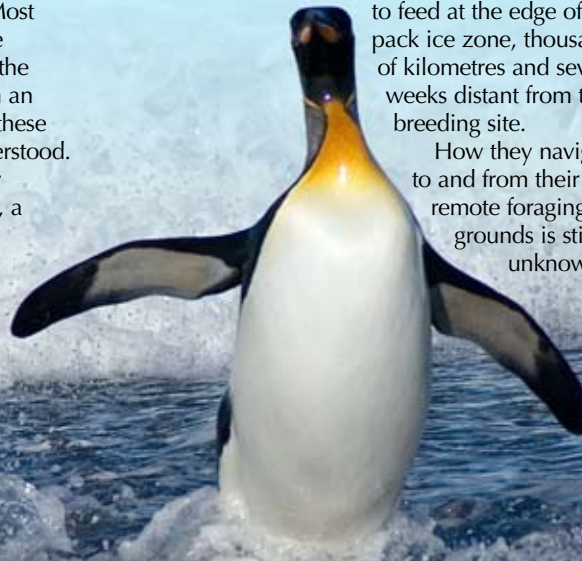 Most
the
an
these
erstood.
, a
to feed at the edge of
pack ice zone, thousa
of kilometres and sev
weeks distant from t
breeding site.
How they navig
to and from their
remote foraging
grounds is sti
unknow